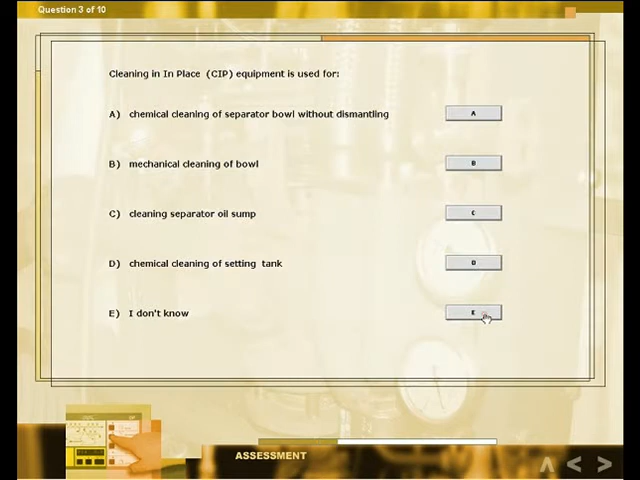 Question 3 of 10
Cleaning in In Place (CIP) equipment is used for:
A) chemical cleaning of separator bowl without dismantling
A
B) mechanical cleaning of bowl
B
C) cleaning separator oil sump
C
D) chemical cleaning of setting tank
D
E) I don't know
E
ASSESSMENT